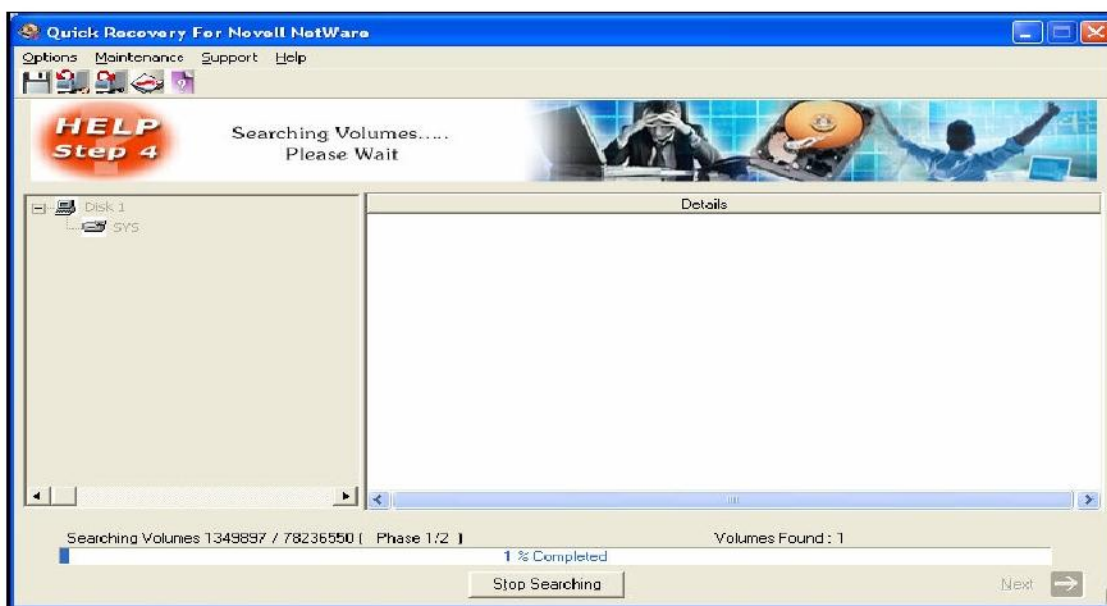 Quick Recovery For Novell NetWare
Options Maintenance Support Help
HELP
Step 4
Searching Volumes.....
Please Wait
Disk 1
SYS
Details
Searching Volumes 1349897 / 78236550 ( Phase 1/2 )
Volumes Found : 1
1 % Completed
Stop Searching
Next